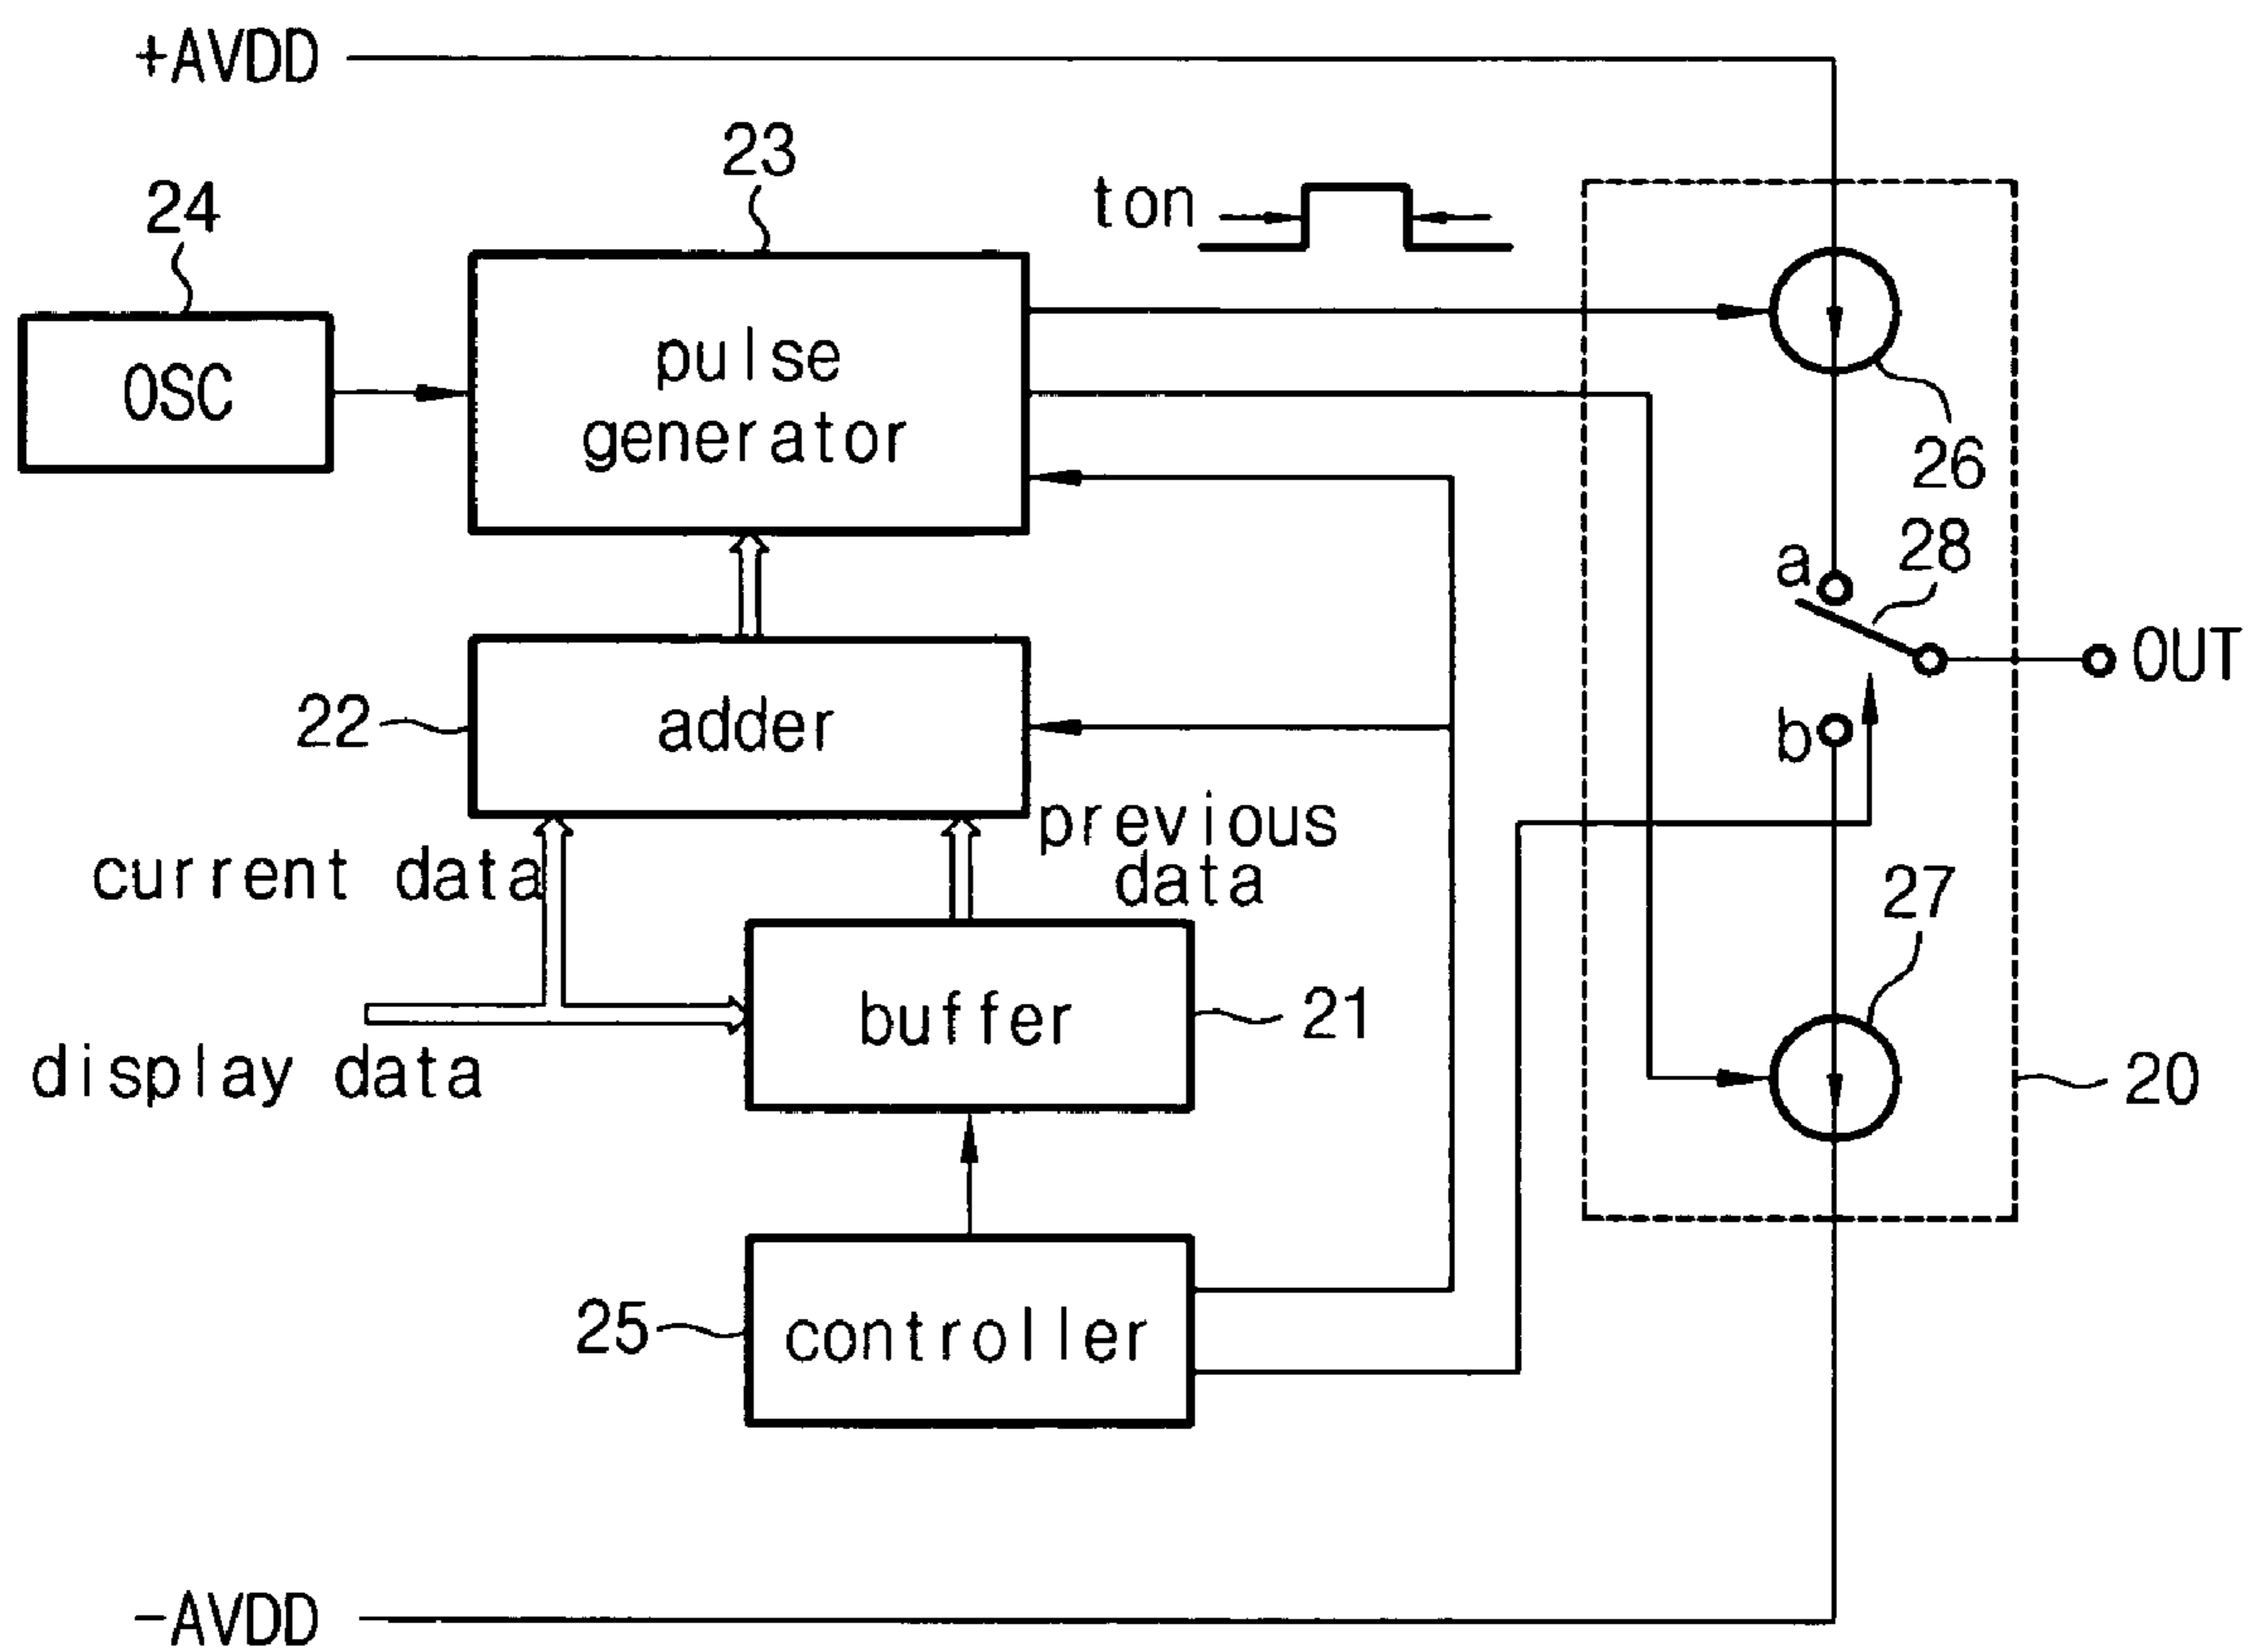 +AVDD
23
ton
24
OSC
pulse
generator
26
28
a
OUT
22
adder
b
previous
data
current data
27
buffer
21
display data
20
25
controller
-AVDD